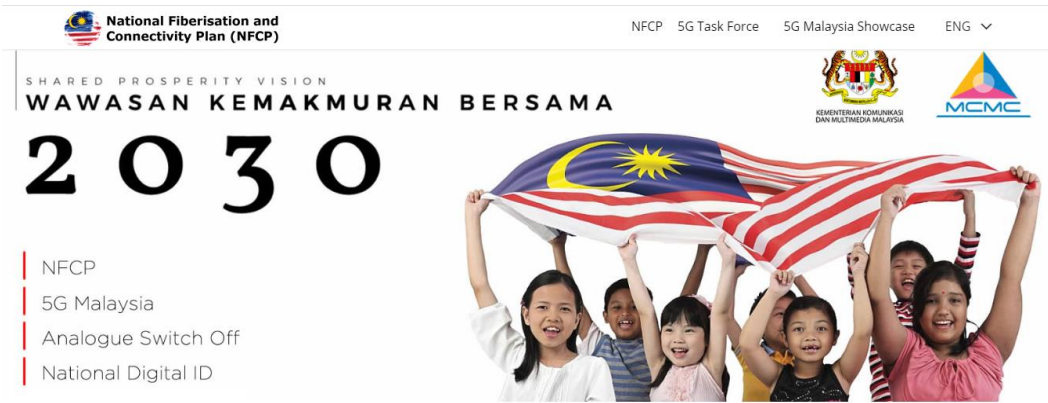 National Fiberisation and
Connectivity Plan (NFCP)
NFCP 5G Task Force 5G Malaysia Showcase ENG
SHARED PROSPERITY VISION
WAWASAN KEMAKMURAN BERSAMA
2030
KEMENTERIAN KOMUNIKASI
DAN MULTIMEDIA MALAYSIA
MCMC
NFCP
5G Malaysia
Analogue Switch Off
National Digital ID